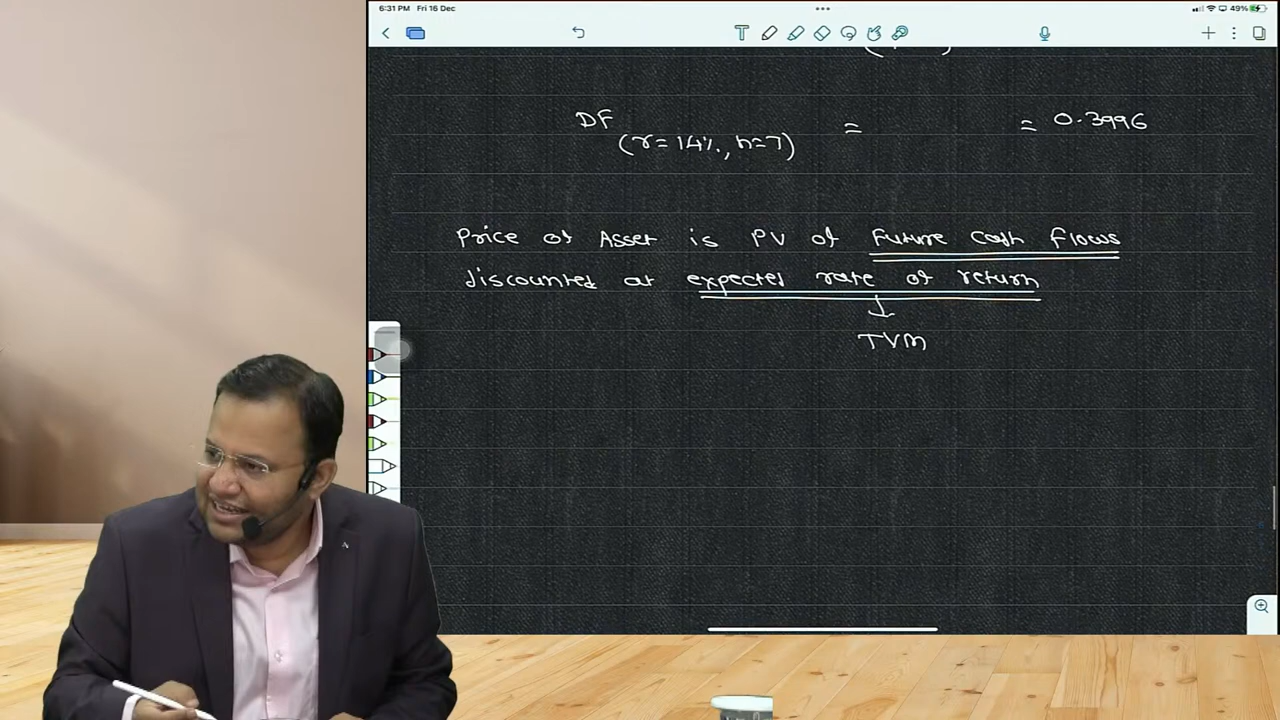 6:31 PM Fri 16 Dec
49%
T
DF
(r=14%, n=7)
= = 0.3996
Price of Asset is PV of Future Cash Flows
discounted at expected rate of return
↓
TVM